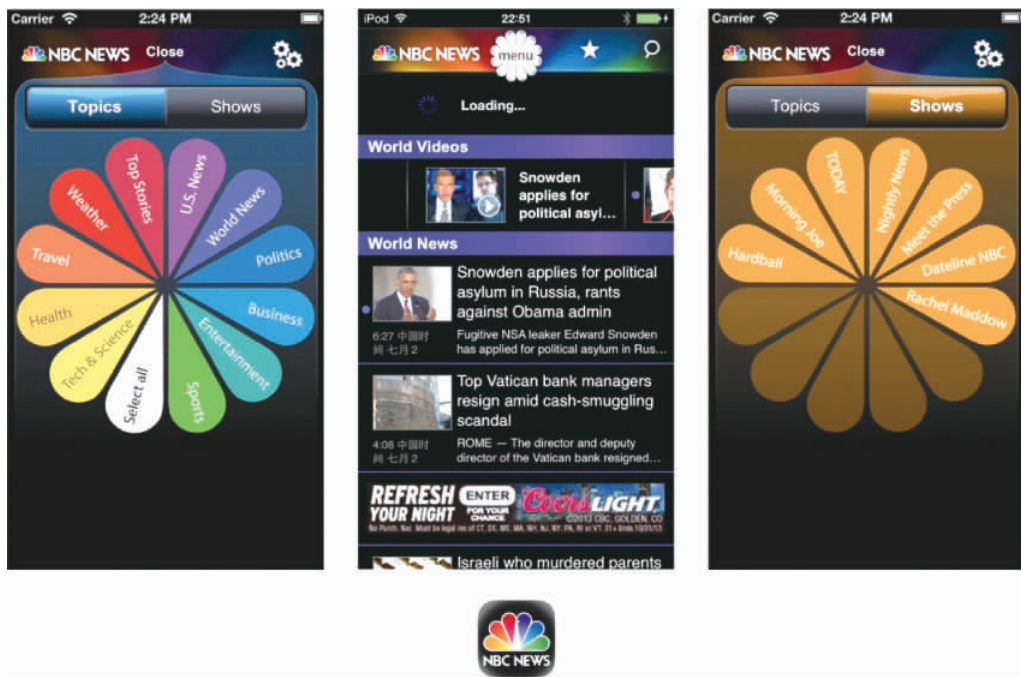 Carrier 2:24 PM
NBC NEWS Close
Topics Shows
Top Stories
U.S. News
World News
Politics
Business
Entertainment
Sports
Select all
Tech & Science
Health
Travel
Weather
iPod 22:51
NBC NEWS menu
Loading...
World Videos
Snowden
applies for
political asyl...
World News
Snowden applies for political
asylum in Russia, rants
against Obama admin
6:27 中国时
间 七月 2
Fugitive NSA leaker Edward Snowden
has applied for political asylum in Rus...
Top Vatican bank managers
resign amid cash-smuggling
scandal
4:08 中国时
间 七月 2
ROME — The director and deputy
director of the Vatican bank resigned...
REFRESH
YOUR NIGHT
ENTER
FOR YOUR
CHANCE
Coors LIGHT
©2013 CBC, GOLDEN, CO
Israeli who murdered parents
Carrier 2:24 PM
NBC NEWS Close
Topics Shows
TODAY
Nightly News
Meet the Press
Dateline NBC
Rachel Maddow
Hardball
Morning Joe
NBC NEWS